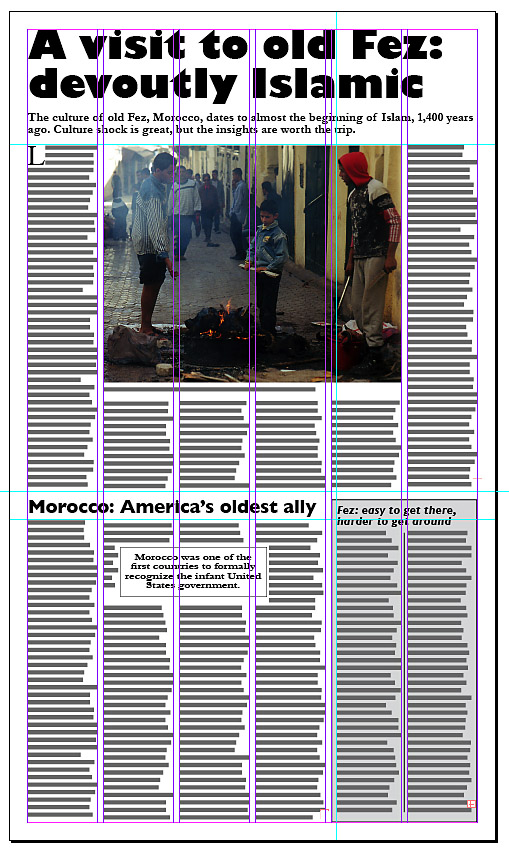 A visit to old Fez:
devoutly Islamic
The culture of old Fez, Morocco, dates to almost the beginning of Islam, 1,400 years
ago. Culture shock is great, but the insights are worth the trip.
L
Morocco: America’s oldest ally
Morocco was one of the
first countries to formally
recognize the infant United
States government.
Fez: easy to get there,
harder to get around